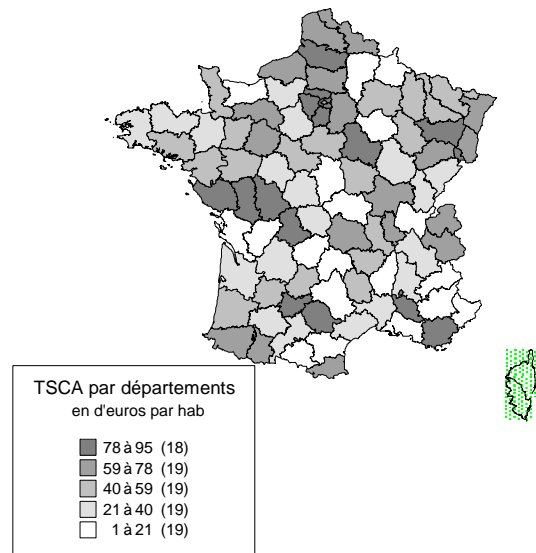 TSCA par départements
en d'euros par hab
78 à 95 (18)
59 à 78 (19)
40 à 59 (19)
21 à 40 (19)
1 à 21 (19)